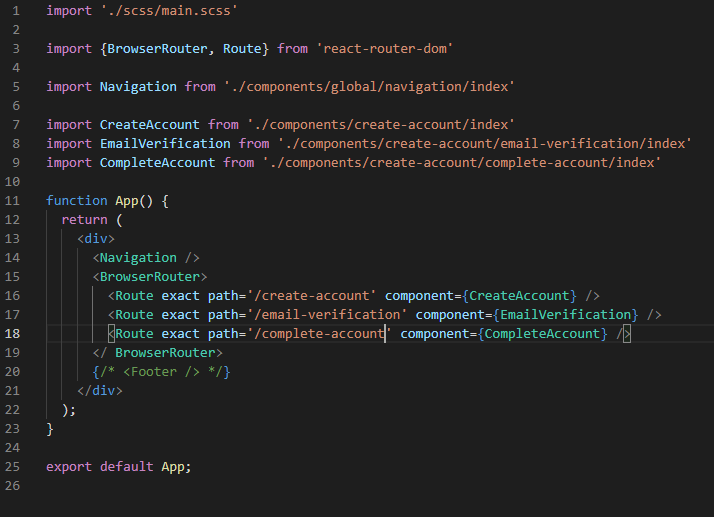 1 import './scss/main.scss'
2
3 import {BrowserRouter, Route} from 'react-router-dom'
4
5 import Navigation from './components/global/navigation/index'
6
7 import CreateAccount from './components/create-account/index'
8 import EmailVerification from './components/create-account/email-verification/index'
9 import CompleteAccount from './components/create-account/complete-account/index'
10
11 function App() {
12   return (
13     <div>
14       <Navigation />
15       <BrowserRouter>
16         <Route exact path='/create-account' component={CreateAccount} />
17         <Route exact path='/email-verification' component={EmailVerification} />
18         <Route exact path='/complete-account' component={CompleteAccount} />
19       </ BrowserRouter>
20       {/* <Footer /> */}
21     </div>
22   );
23 }
24
25 export default App;
26